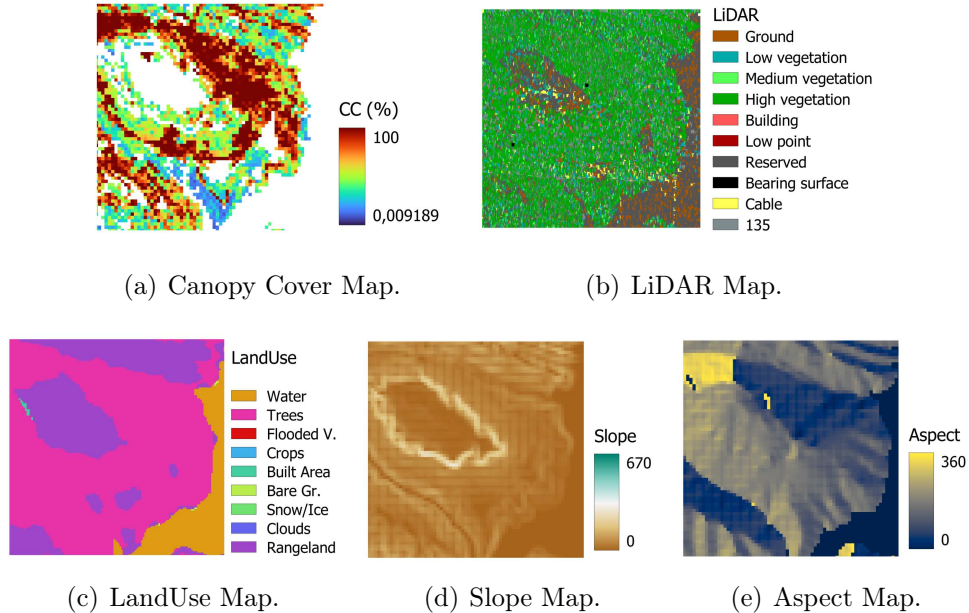 CC (%)
100
0,009189
LiDAR
Ground
Low vegetation
Medium vegetation
High vegetation
Building
Low point
Reserved
Bearing surface
Cable
135
(a) Canopy Cover Map.
(b) LiDAR Map.
LandUse
Water
Trees
Flooded V.
Crops
Built Area
Bare Gr.
Snow/Ice
Clouds
Rangeland
Slope
670
0
Aspect
360
0
(c) LandUse Map.
(d) Slope Map.
(e) Aspect Map.